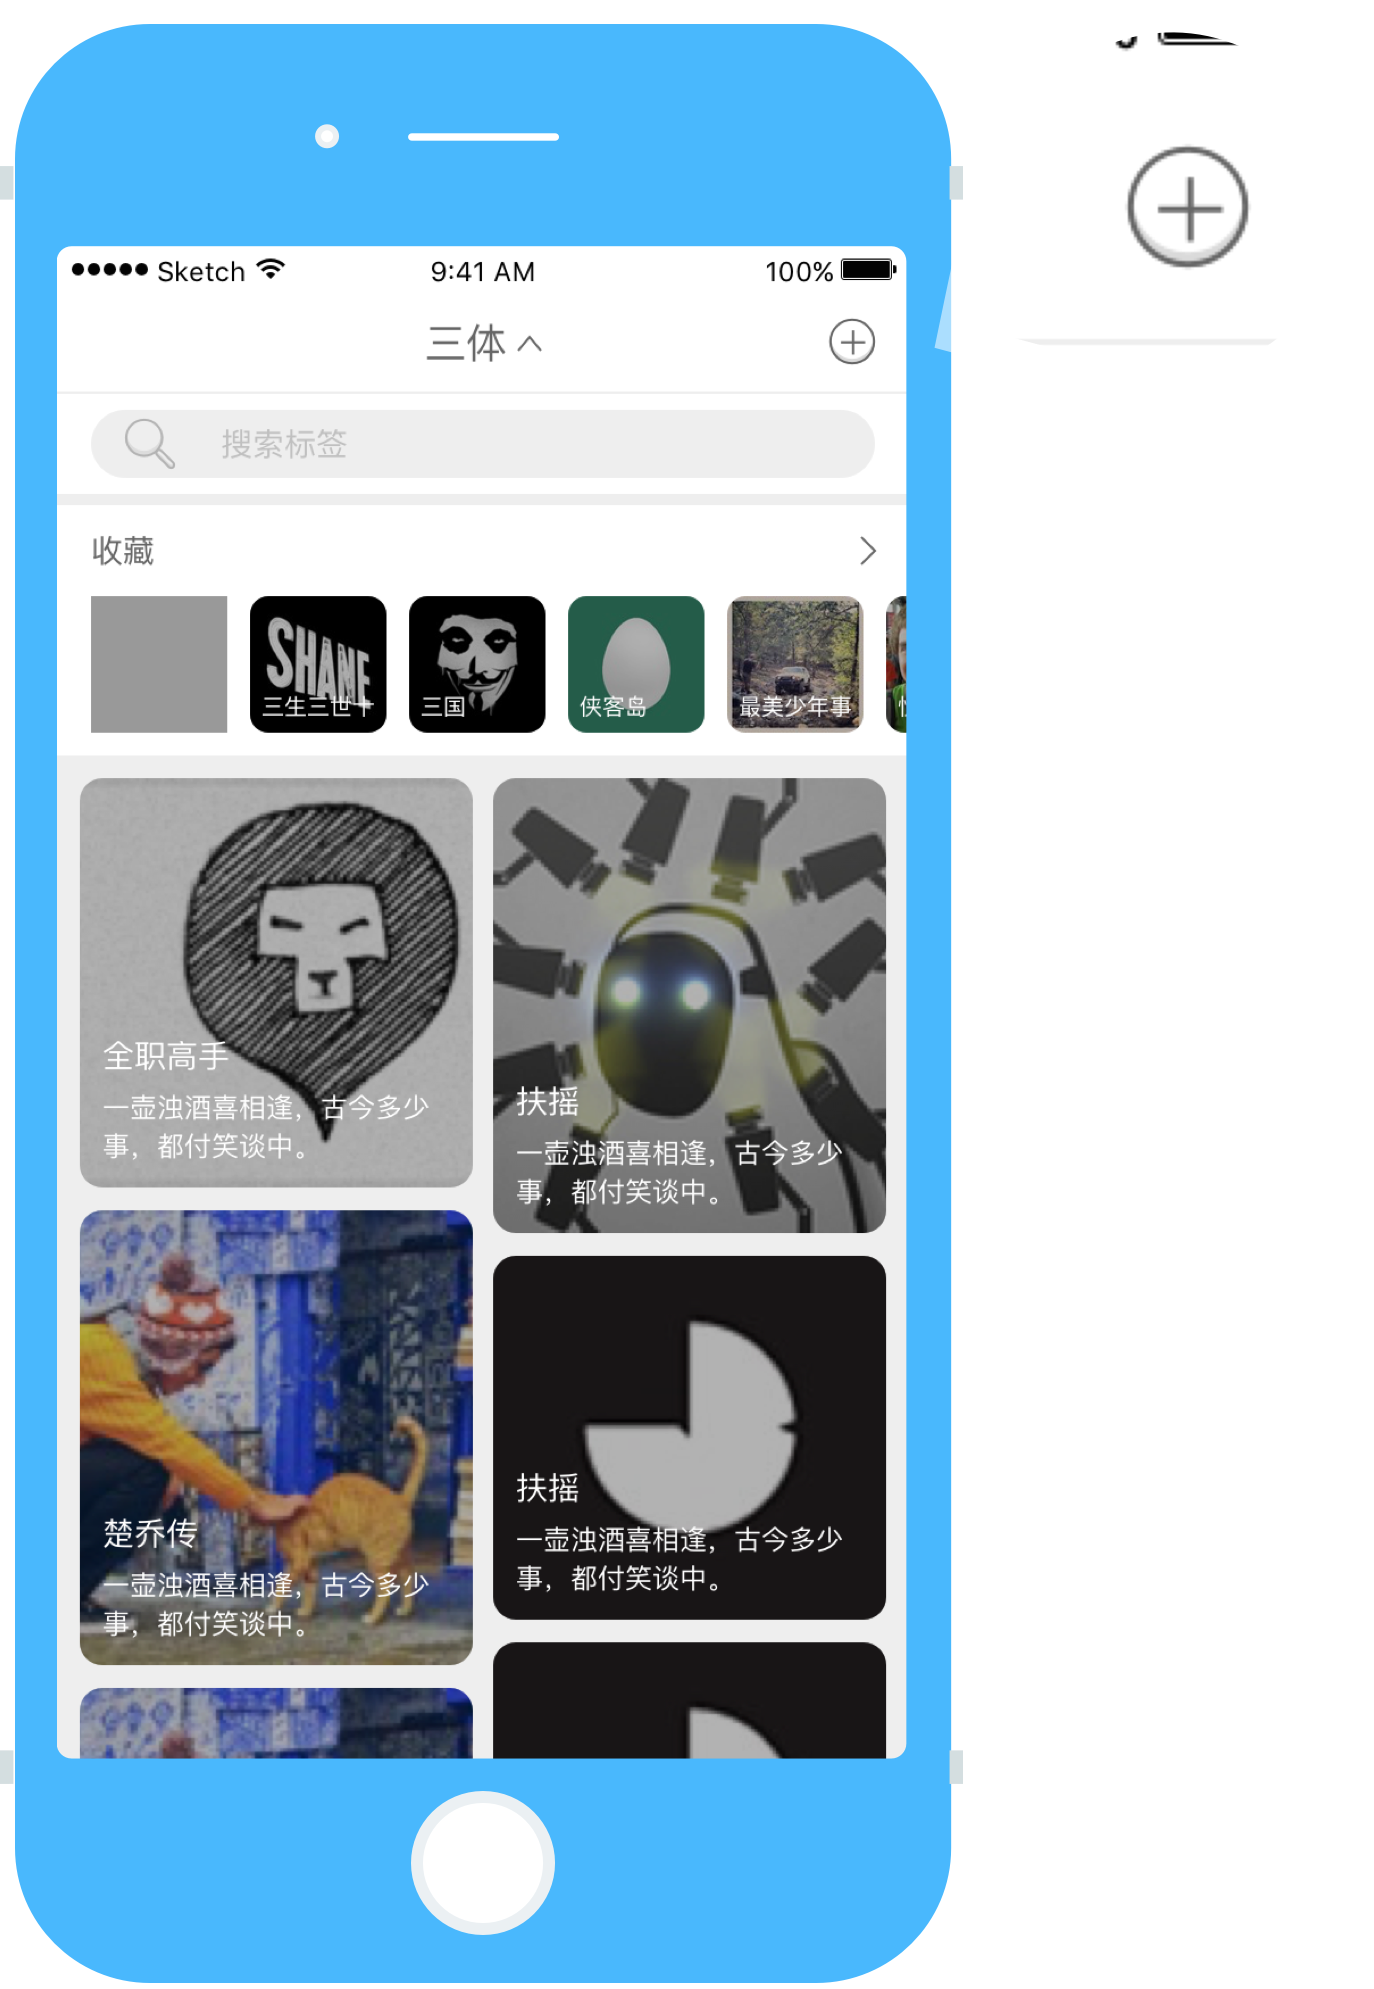 Sketch
9:41 AM
100%
三体
搜索标签
收藏
SHAME
三生三世十
三国
侠客岛
最美少年事
全职高手
一壶浊酒喜相逢，古今多少
事，都付笑谈中。
扶摇
一壶浊酒喜相逢，古今多少
事，都付笑谈中。
楚乔传
一壶浊酒喜相逢，古今多少
事，都付笑谈中。
扶摇
一壶浊酒喜相逢，古今多少
事，都付笑谈中。